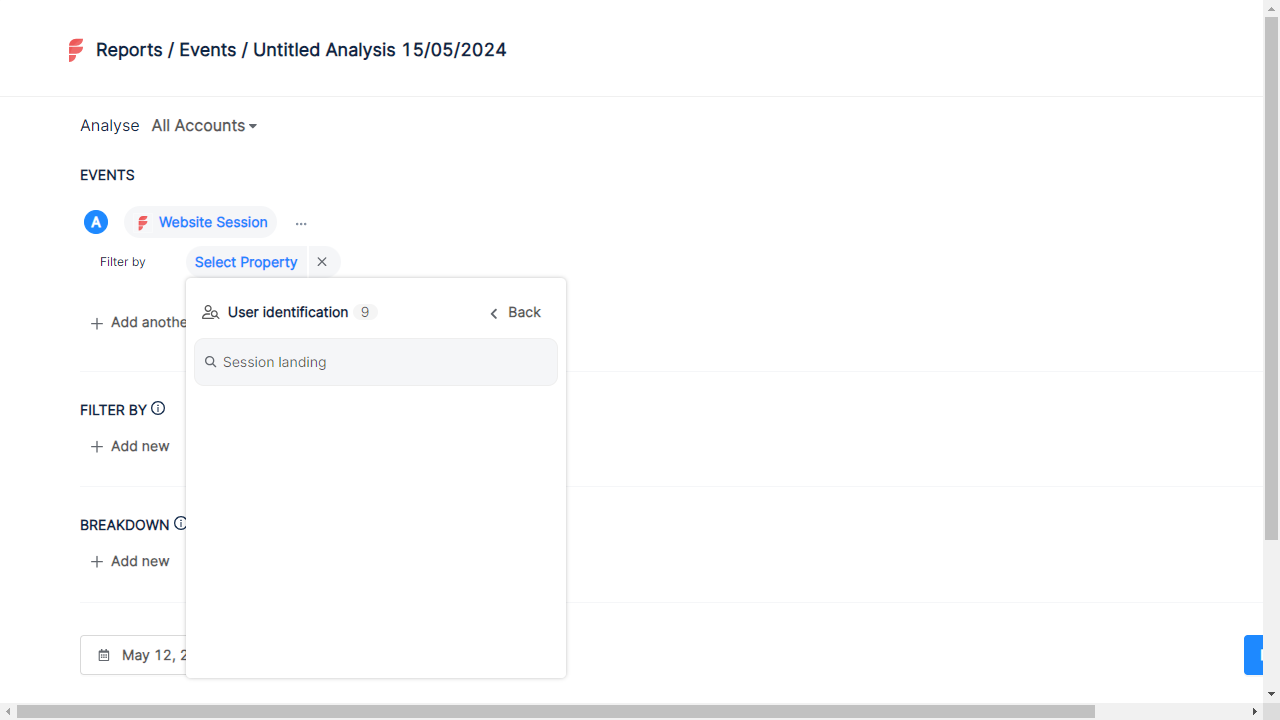 Reports / Events / Untitled Analysis 15/05/2024
Analyse All Accounts
EVENTS
A Website Session ...
Filter by Select Property
User identification 9 Back
Add anothe
Session landing
FILTER BY
Add new
BREAKDOWN
Add new
May 12, 2